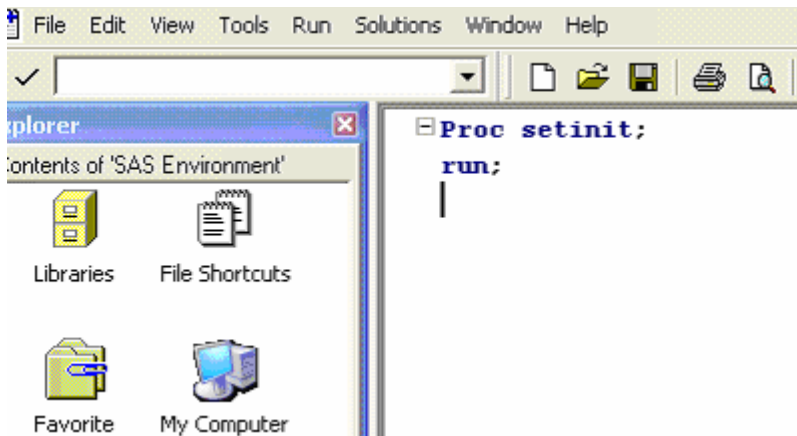 File Edit View Tools Run Solutions Window Help
xplorer
Contents of 'SAS Environment'
Libraries File Shortcuts
Favorite My Computer
Proc setinit;
run;